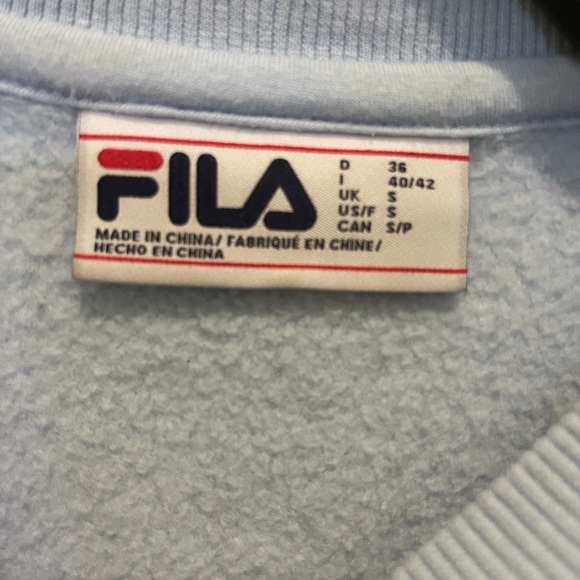 FILA
D 36
I 40/42
UK S
US/F S
CAN S/P
MADE IN CHINA/ FABRIQUÉ EN CHINE/
HECHO EN CHINA